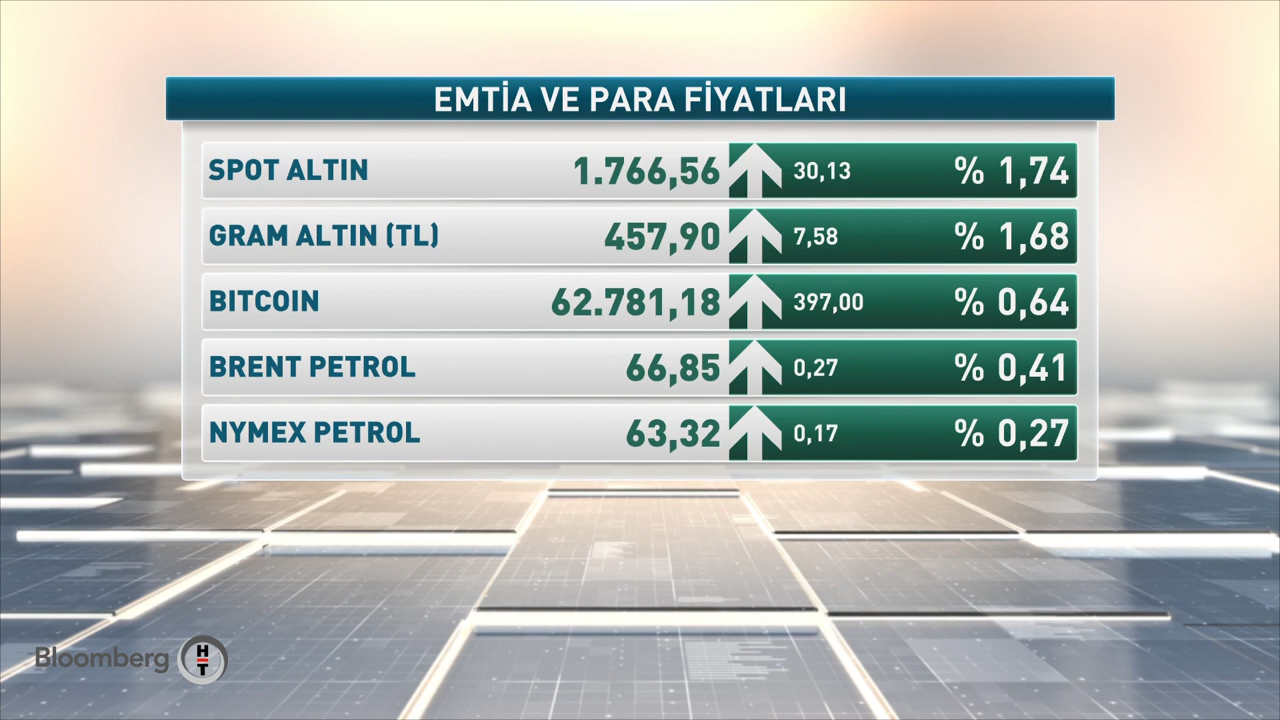 EMTİA VE PARA FİYATLARI
SPOT ALTIN 1.766,56 30,13 % 1,74
GRAM ALTIN (TL) 457,90 7,58 % 1,68
BITCOIN 62.781,18 397,00 % 0,64
BRENT PETROL 66,85 0,27 % 0,41
NYMEX PETROL 63,32 0,17 % 0,27
Bloomberg HT